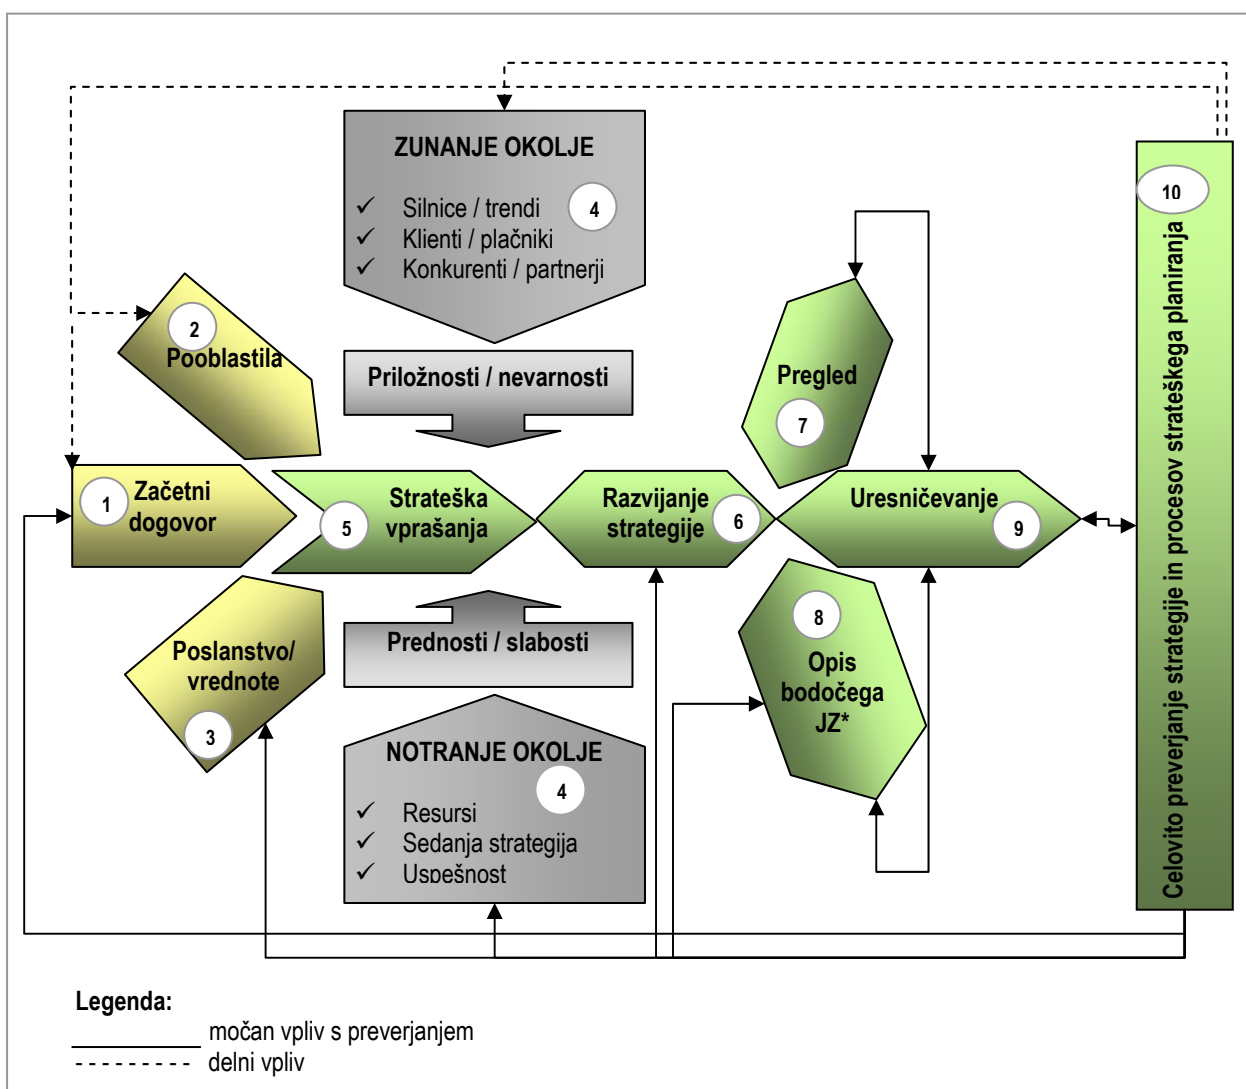 ZUNANJE OKOLJE
4
✓ Silnice / trendi
✓ Klienti / plačniki
✓ Konkurenti / partnerji
10
Celovito preverjanje strategije in procesov strateškega planiranja
2
Pooblastila
Priložnosti / nevarnosti
Pregled
7
1
Začetni
dogovor
5
Strateška
vprašanja
Razvijanje
strategije
6
Uresničevanje
9
Poslanstvo/
vrednote
3
Prednosti / slabosti
8
Opis
bodočega
JZ*
NOTRANJE OKOLJE
4
✓ Resursi
✓ Sedanja strategija
✓ Uspešnost
Legenda:
močan vpliv s preverjanjem
delni vpliv